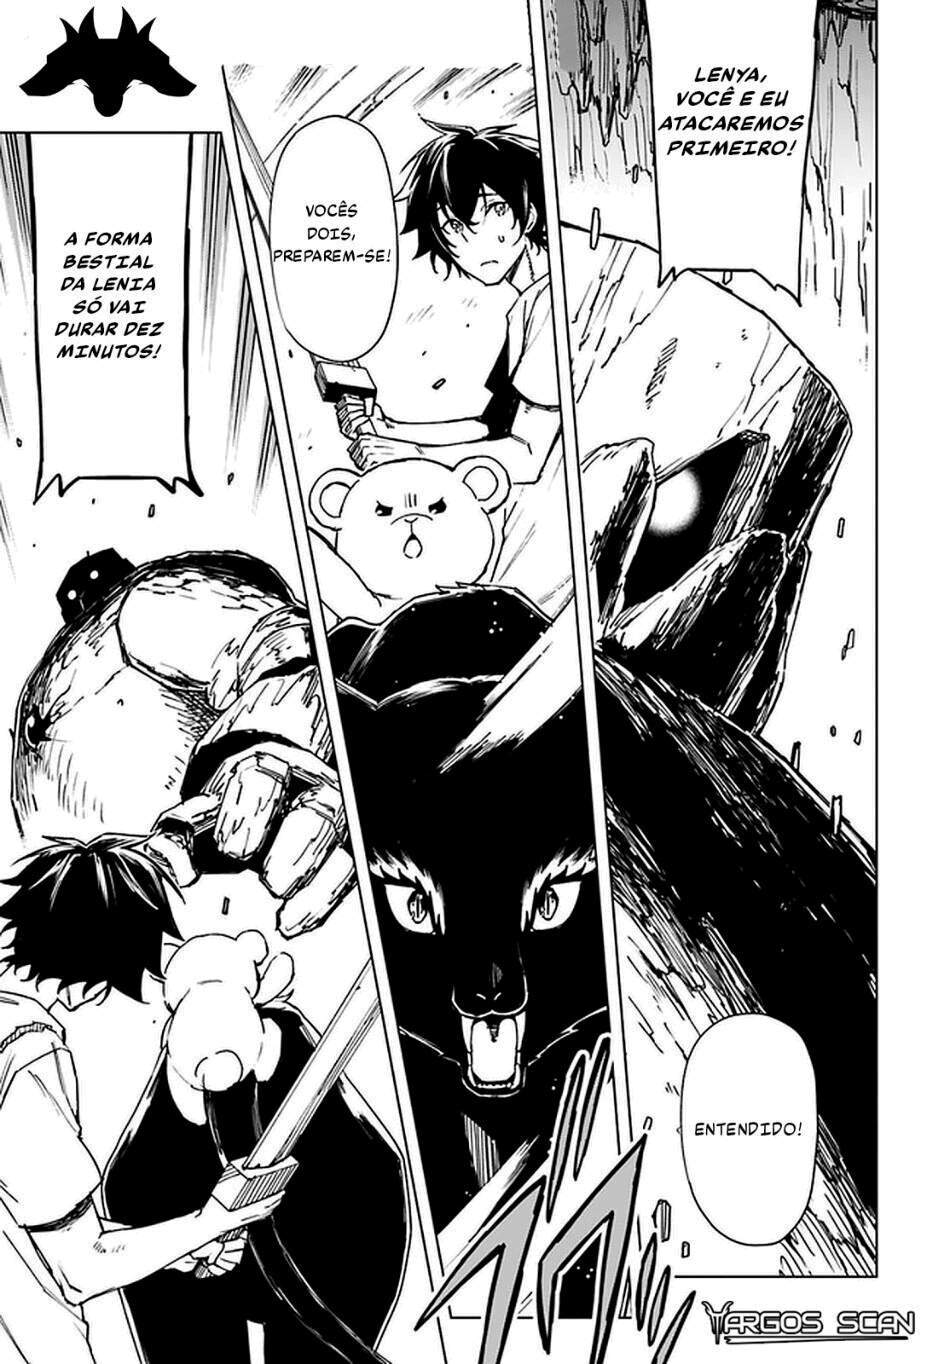 LENYA,
VOCÊ E EU
ATACAREMOS
PRIMEIRO!
VOCÊS
DOIS,
PREPAREM-SE!
A FORMA
BESTIAL
DA LENIA
SÓ VAI
DURAR DEZ
MINUTOS!
ENTENDIDO!
ARGOS SCAN